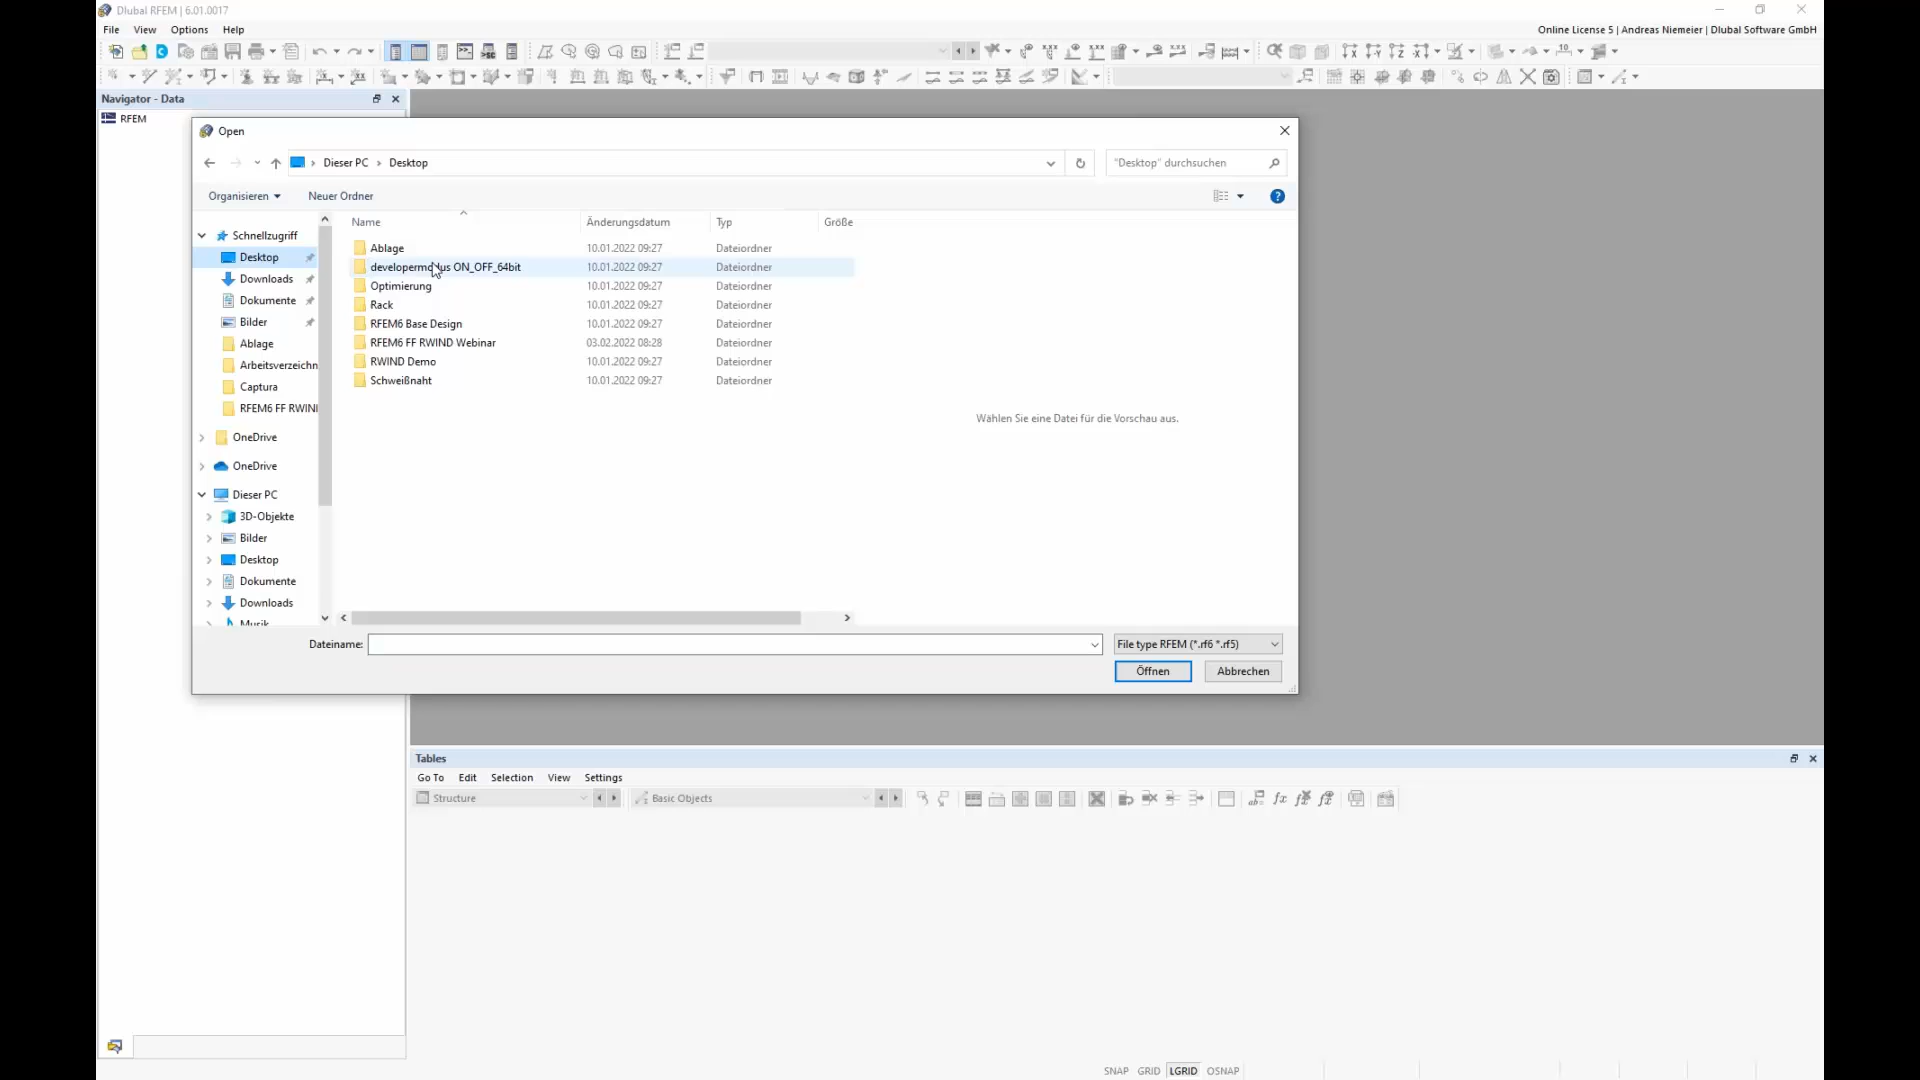 Dlubal RFEM | 6.01.0017
File View Options Help
Online License 5 | Andreas Niemeier | Dlubal Software GmbH
Navigator - Data
RFEM
Open
Dieser PC Desktop
"Desktop" durchsuchen
Organisieren Neuer Ordner
Name Änderungsdatum Typ Größe
Schnellzugriff
Desktop
Downloads
Dokumente
Bilder
Ablage
Arbeitsverzeichn
Captura
RFEM6 FF RWINI
OneDrive
OneDrive
Dieser PC
3D-Objekte
Bilder
Desktop
Dokumente
Downloads
Musik
Ablage 10.01.2022 09:27 Dateiordner
developermodus ON_OFF_64bit 10.01.2022 09:27 Dateiordner
Optimierung 10.01.2022 09:27 Dateiordner
Rack 10.01.2022 09:27 Dateiordner
RFEM6 Base Design 10.01.2022 09:27 Dateiordner
RFEM6 FF RWIND Webinar 03.02.2022 08:28 Dateiordner
RWIND Demo 10.01.2022 09:27 Dateiordner
Schweißnaht 10.01.2022 09:27 Dateiordner
Wählen Sie eine Datei für die Vorschau aus.
Dateiname:
File type RFEM (*.rf6 *.rf5)
Öffnen Abbrechen
Tables
Go To Edit Selection View Settings
Structure Basic Objects
SNAP GRID LGRID OSNAP